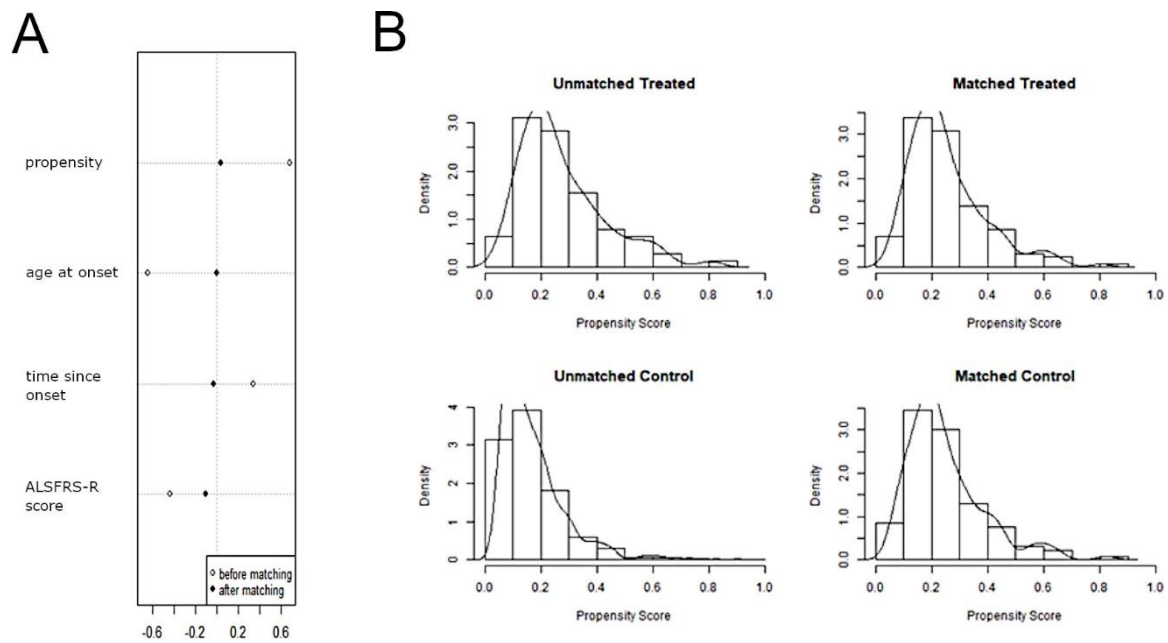 A
propensity
age at onset
time since
onset
ALSFRS-R
score
before matching
after matching
-0.6 -0.2 0.2 0.6
B
Unmatched Treated
Density
0.0 1.0 2.0 3.0
0.0 0.2 0.4 0.6 0.8 1.0
Propensity Score
Matched Treated
Density
0.0 1.0 2.0 3.0
0.0 0.2 0.4 0.6 0.8 1.0
Propensity Score
Unmatched Control
Density
0 1 2 3 4
0.0 0.2 0.4 0.6 0.8 1.0
Propensity Score
Matched Control
Density
0.0 1.0 2.0 3.0
0.0 0.2 0.4 0.6 0.8 1.0
Propensity Score